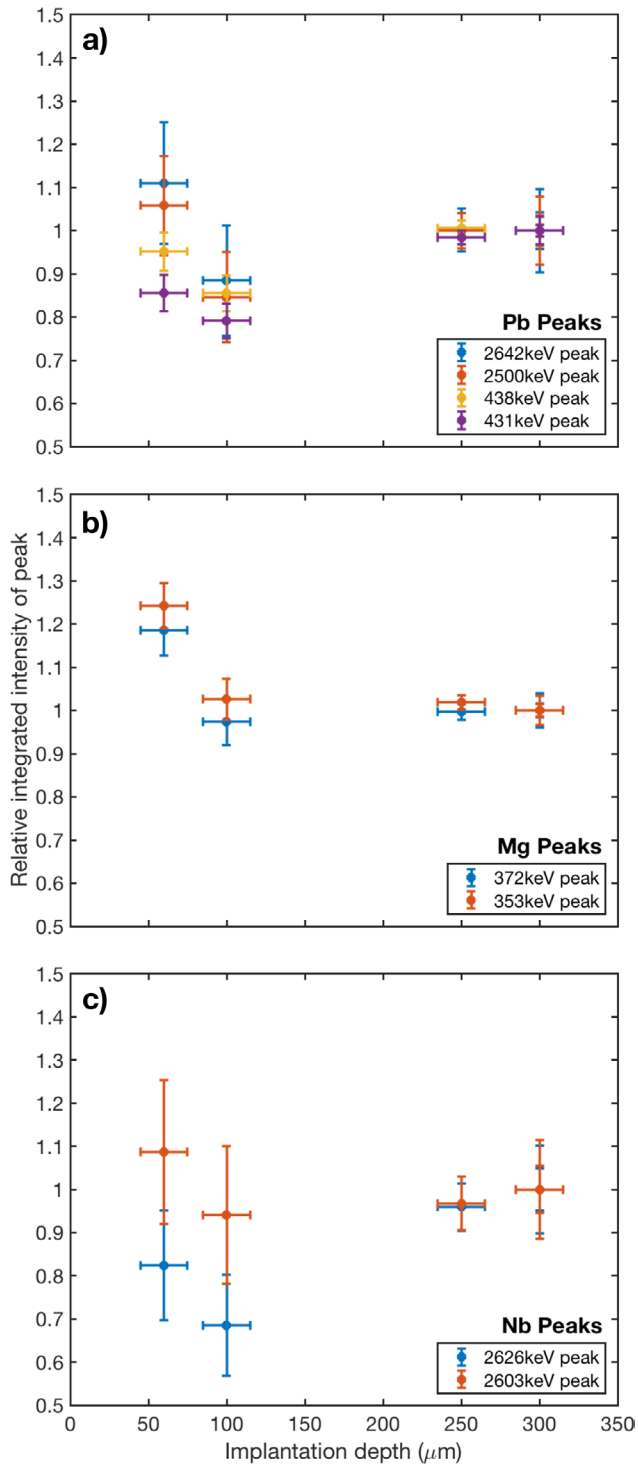 a)
1.5
1.4
1.3
1.2
1.1
1
0.9
0.8
0.7
0.6
0.5
Pb Peaks
2642keV peak
2500keV peak
438keV peak
431keV peak
b)
1.5
1.4
1.3
1.2
1.1
1
0.9
0.8
0.7
0.6
0.5
Relative integrated intensity of peak
Mg Peaks
372keV peak
353keV peak
c)
1.5
1.4
1.3
1.2
1.1
1
0.9
0.8
0.7
0.6
0.5
Nb Peaks
2626keV peak
2603keV peak
0 50 100 150 200 250 300 350
Implantation depth (μm)